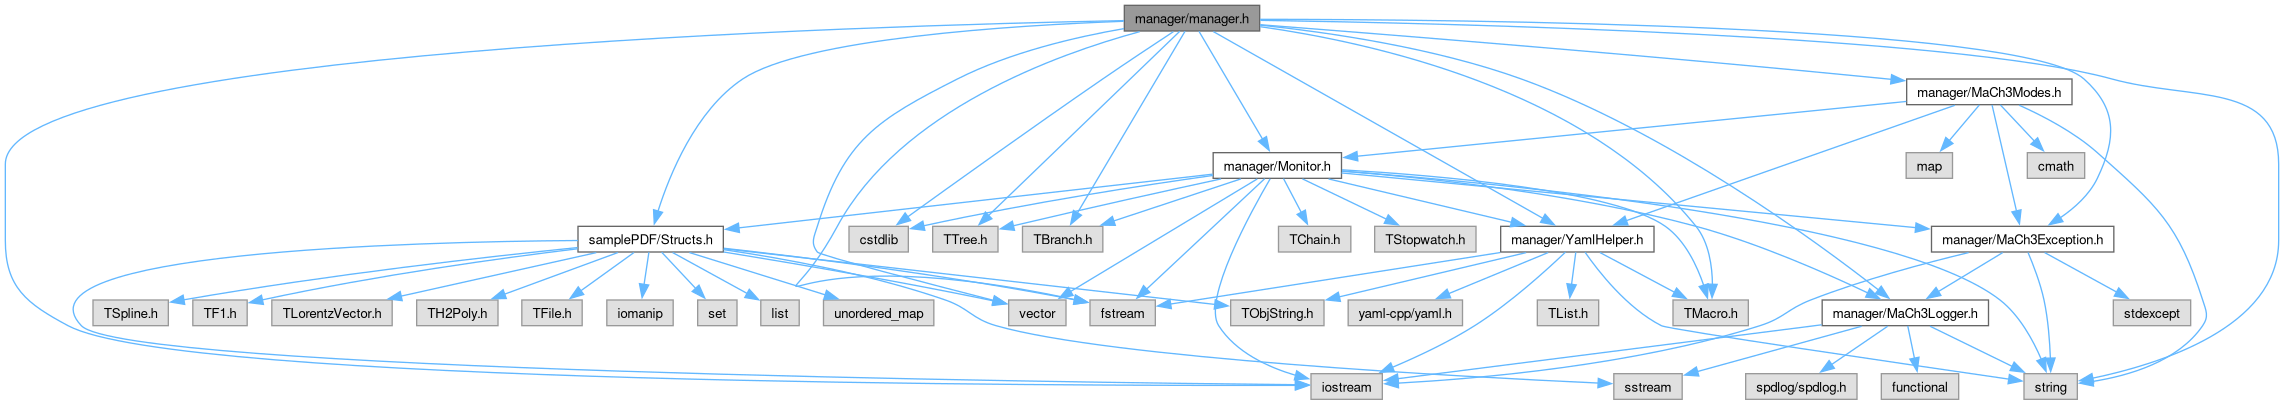 manager/manager.h
manager/MaCh3Modes.h
manager/Monitor.h
map
cmath
samplePDF/Structs.h
cstdlib
TTree.h
TBranch.h
TChain.h
TStopwatch.h
manager/YamlHelper.h
manager/MaCh3Exception.h
TSpline.h
TF1.h
TLorentzVector.h
TH2Poly.h
TFile.h
iomanip
set
list
unordered_map
vector
fstream
TObjString.h
yaml-cpp/yaml.h
TList.h
TMacro.h
manager/MaCh3Logger.h
stdexcept
iostream
sstream
spdlog/spdlog.h
functional
string